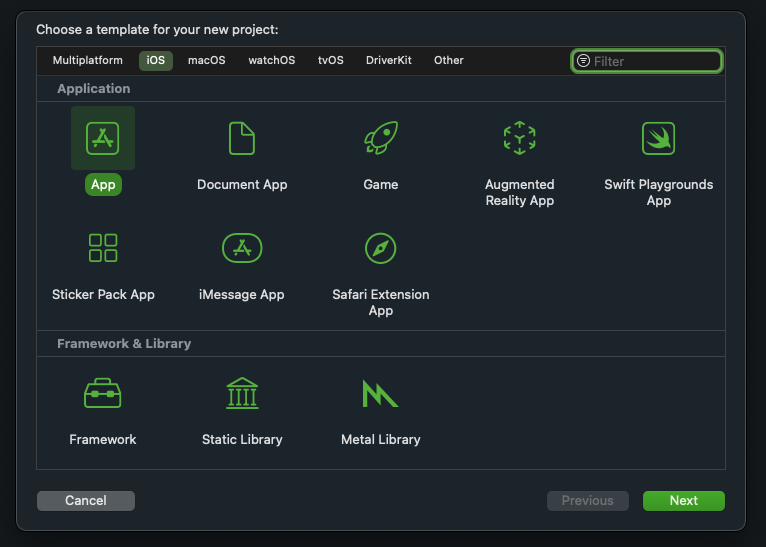 Choose a template for your new project:
Multiplatform iOS macOS watchOS tvOS DriverKit Other Filter
Application
App Document App Game Augmented Swift Playgrounds
Reality App App
Sticker Pack App iMessage App Safari Extension
App
Framework & Library
Framework Static Library Metal Library
Cancel Previous Next